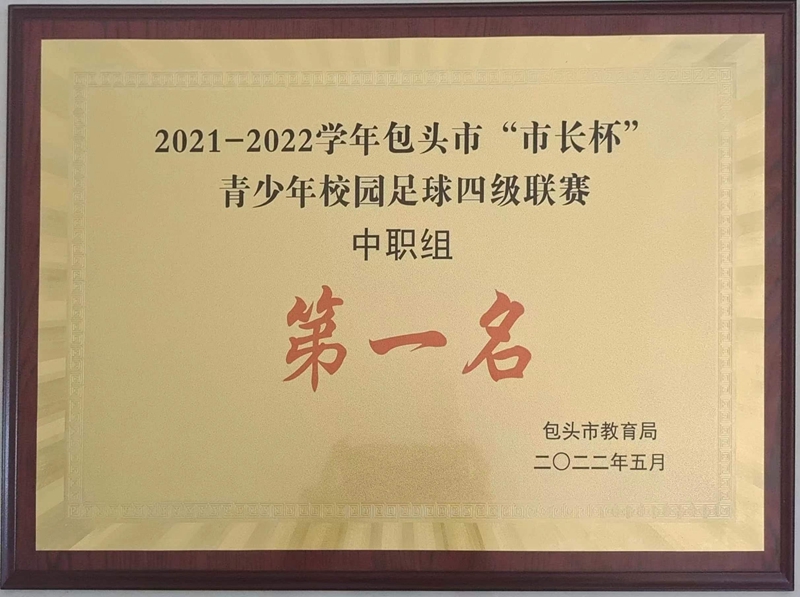 2021-2022学年包头市“市长杯”
青少年校园足球四级联赛
中职组
第一名
包头市教育局
二〇二二年五月